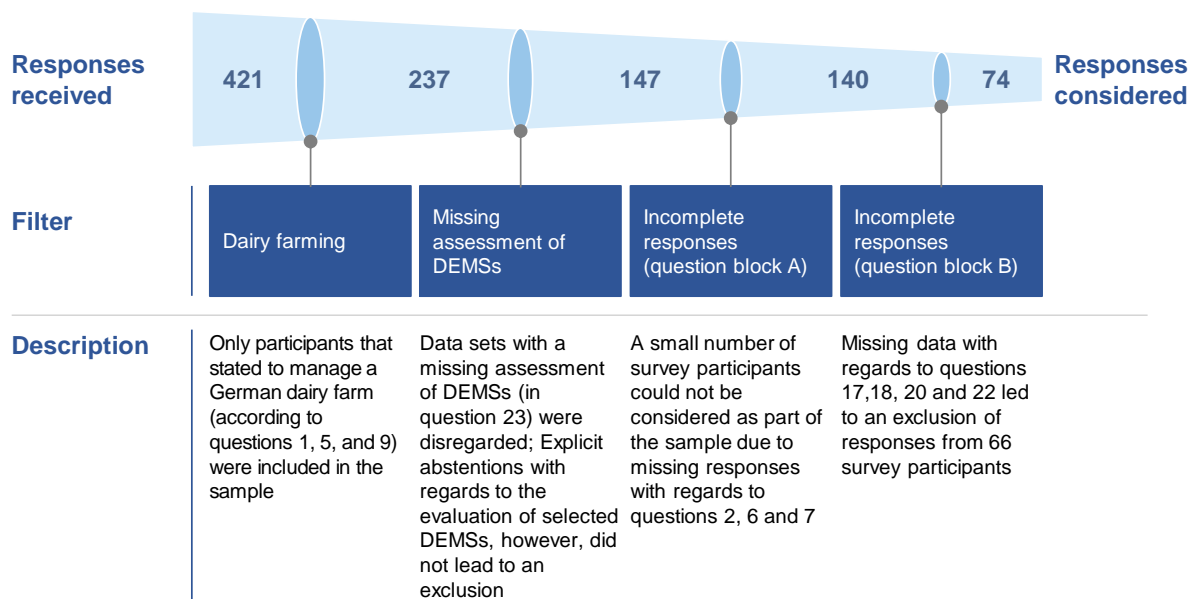 Responses
received
421
237
147
140
74
Responses
considered
Filter
Dairy farming
Missing
assessment of
DEMSs
Incomplete
responses
(question block A)
Incomplete
responses
(question block B)
Description
Only participants that
stated to manage a
German dairy farm
(according to
questions 1, 5, and 9)
were included in the
sample
Data sets with a
missing assessment
of DEMSs (in
question 23) were
disregarded; Explicit
abstentions with
regards to the
evaluation of selected
DEMSs, however, did
not lead to an
exclusion
A small number of
survey participants
could not be
considered as part of
the sample due to
missing responses
with regards to
questions 2, 6 and 7
Missing data with
regards to questions
17,18, 20 and 22 led
to an exclusion of
responses from 66
survey participants